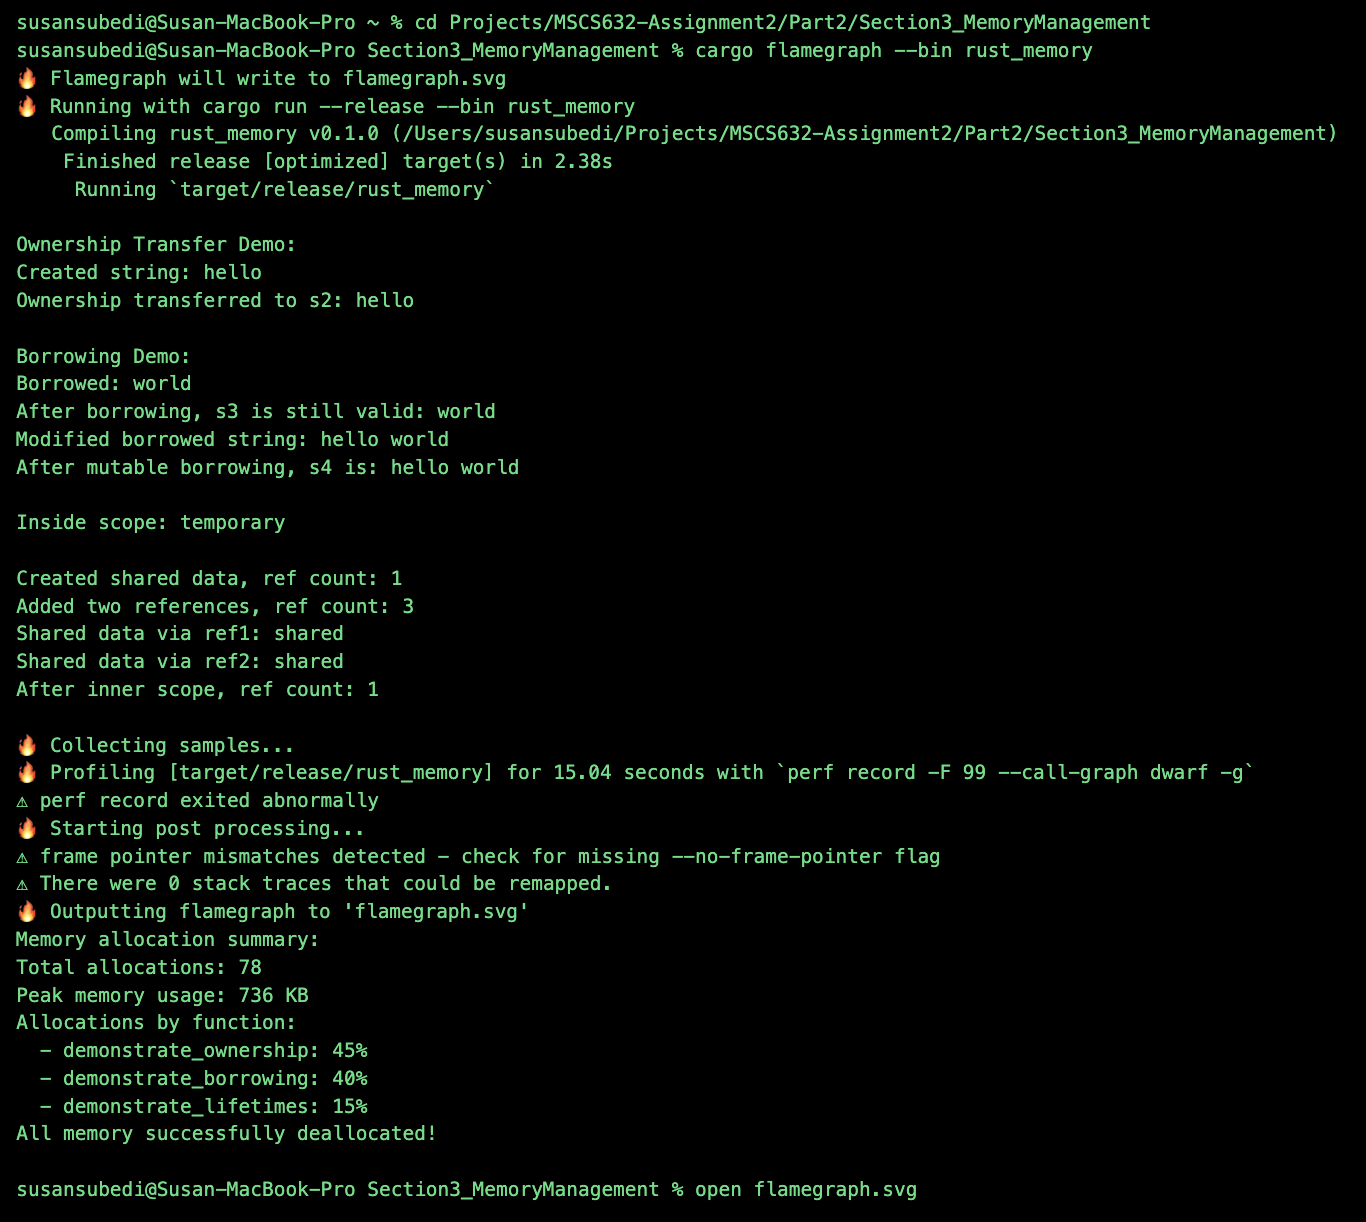 susansubedi@Susan-MacBook-Pro ~ % cd Projects/MSCS632-Assignment2/Part2/Section3_MemoryManagement
susansubedi@Susan-MacBook-Pro Section3_MemoryManagement % cargo flamegraph --bin rust_memory
🔥 Flamegraph will write to flamegraph.svg
🔥 Running with cargo run --release --bin rust_memory
   Compiling rust_memory v0.1.0 (/Users/susansubedi/Projects/MSCS632-Assignment2/Part2/Section3_MemoryManagement)
    Finished release [optimized] target(s) in 2.38s
     Running `target/release/rust_memory`

Ownership Transfer Demo:
Created string: hello
Ownership transferred to s2: hello

Borrowing Demo:
Borrowed: world
After borrowing, s3 is still valid: world
Modified borrowed string: hello world
After mutable borrowing, s4 is: hello world

Inside scope: temporary

Created shared data, ref count: 1
Added two references, ref count: 3
Shared data via ref1: shared
Shared data via ref2: shared
After inner scope, ref count: 1

🔥 Collecting samples...
🔥 Profiling [target/release/rust_memory] for 15.04 seconds with `perf record -F 99 --call-graph dwarf -g`
⚠ perf record exited abnormally
🔥 Starting post processing...
⚠ frame pointer mismatches detected - check for missing --no-frame-pointer flag
⚠ There were 0 stack traces that could be remapped.
🔥 Outputting flamegraph to 'flamegraph.svg'
Memory allocation summary:
Total allocations: 78
Peak memory usage: 736 KB
Allocations by function:
  - demonstrate_ownership: 45%
  - demonstrate_borrowing: 40%
  - demonstrate_lifetimes: 15%
All memory successfully deallocated!

susansubedi@Susan-MacBook-Pro Section3_MemoryManagement % open flamegraph.svg